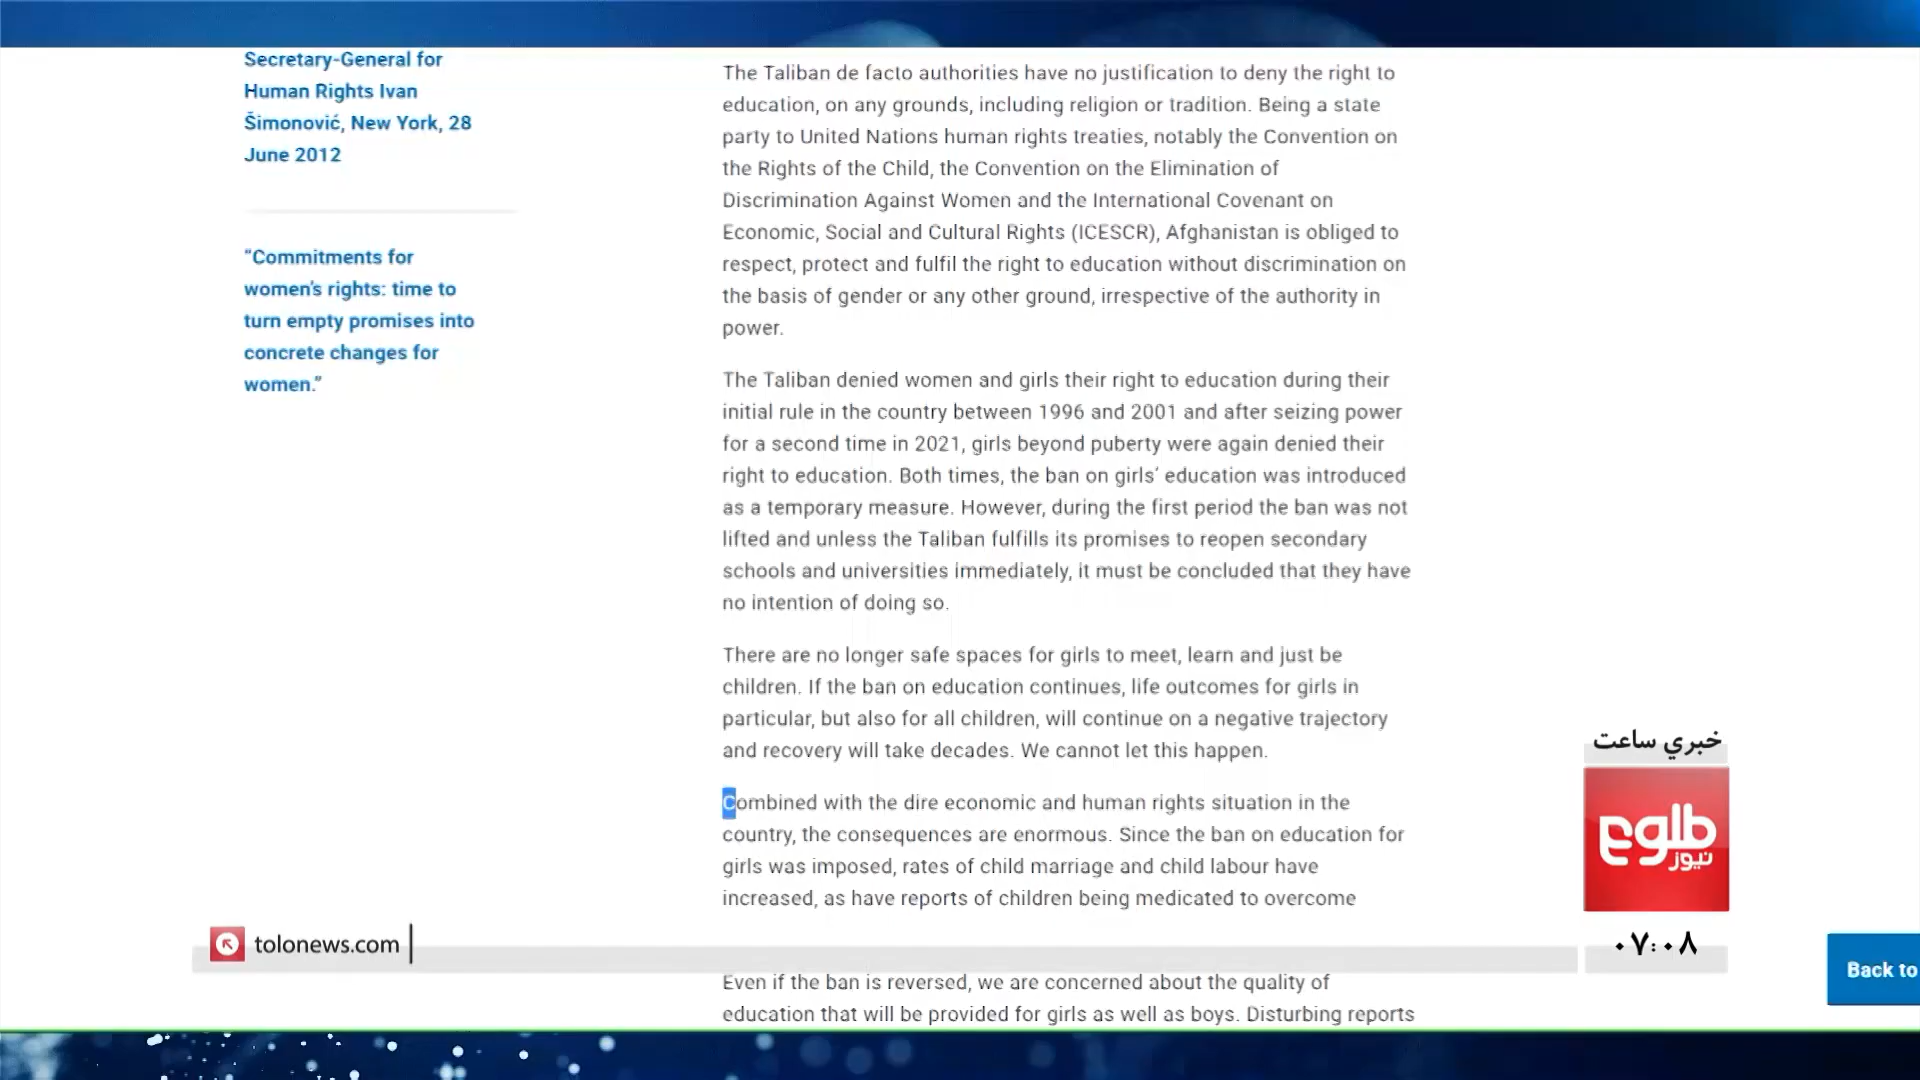 Secretary-General for
Human Rights Ivan
Šimonović, New York, 28
June 2012
“Commitments for
women’s rights: time to
turn empty promises into
concrete changes for
women.”
The Taliban de facto authorities have no justification to deny the right to
education, on any grounds, including religion or tradition. Being a state
party to United Nations human rights treaties, notably the Convention on
the Rights of the Child, the Convention on the Elimination of
Discrimination Against Women and the International Covenant on
Economic, Social and Cultural Rights (ICESCR), Afghanistan is obliged to
respect, protect and fulfil the right to education without discrimination on
the basis of gender or any other ground, irrespective of the authority in
power.
The Taliban denied women and girls their right to education during their
initial rule in the country between 1996 and 2001 and after seizing power
for a second time in 2021, girls beyond puberty were again denied their
right to education. Both times, the ban on girls’ education was introduced
as a temporary measure. However, during the first period the ban was not
lifted and unless the Taliban fulfills its promises to reopen secondary
schools and universities immediately, it must be concluded that they have
no intention of doing so.
There are no longer safe spaces for girls to meet, learn and just be
children. If the ban on education continues, life outcomes for girls in
particular, but also for all children, will continue on a negative trajectory
and recovery will take decades. We cannot let this happen.
Combined with the dire economic and human rights situation in the
country, the consequences are enormous. Since the ban on education for
girls was imposed, rates of child marriage and child labour have
increased, as have reports of children being medicated to overcome
Even if the ban is reversed, we are concerned about the quality of
education that will be provided for girls as well as boys. Disturbing reports
خبري ساعت
طلوع
نیوز
۰۷:۰۸
tolonews.com
Back to